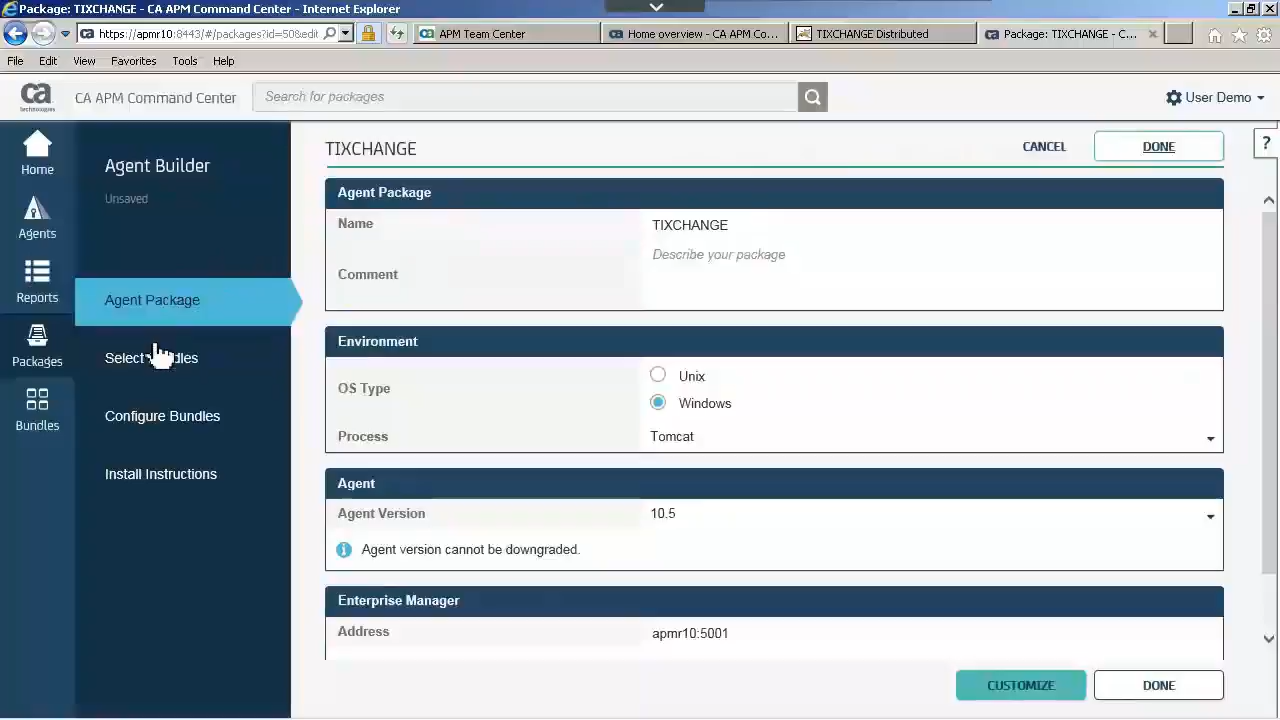 Package: TIXCHANGE - CA APM Command Center - Internet Explorer
https://apmr10:8443/#/packages?id=50&edit
APM Team Center
Home overview - CA APM Co...
TIXCHANGE Distributed
Package: TIXCHANGE - C...
File Edit View Favorites Tools Help
ca technologies
CA APM Command Center
Search for packages
User Demo
Home
Agents
Reports
Packages
Bundles
Agent Builder
Unsaved
Agent Package
Select Bundles
Configure Bundles
Install Instructions
TIXCHANGE
CANCEL
DONE
?
Agent Package
Name
TIXCHANGE
Comment
Describe your package
Environment
OS Type
Unix
Windows
Process
Tomcat
Agent
Agent Version
10.5
Agent version cannot be downgraded.
Enterprise Manager
Address
apmr10:5001
CUSTOMIZE
DONE